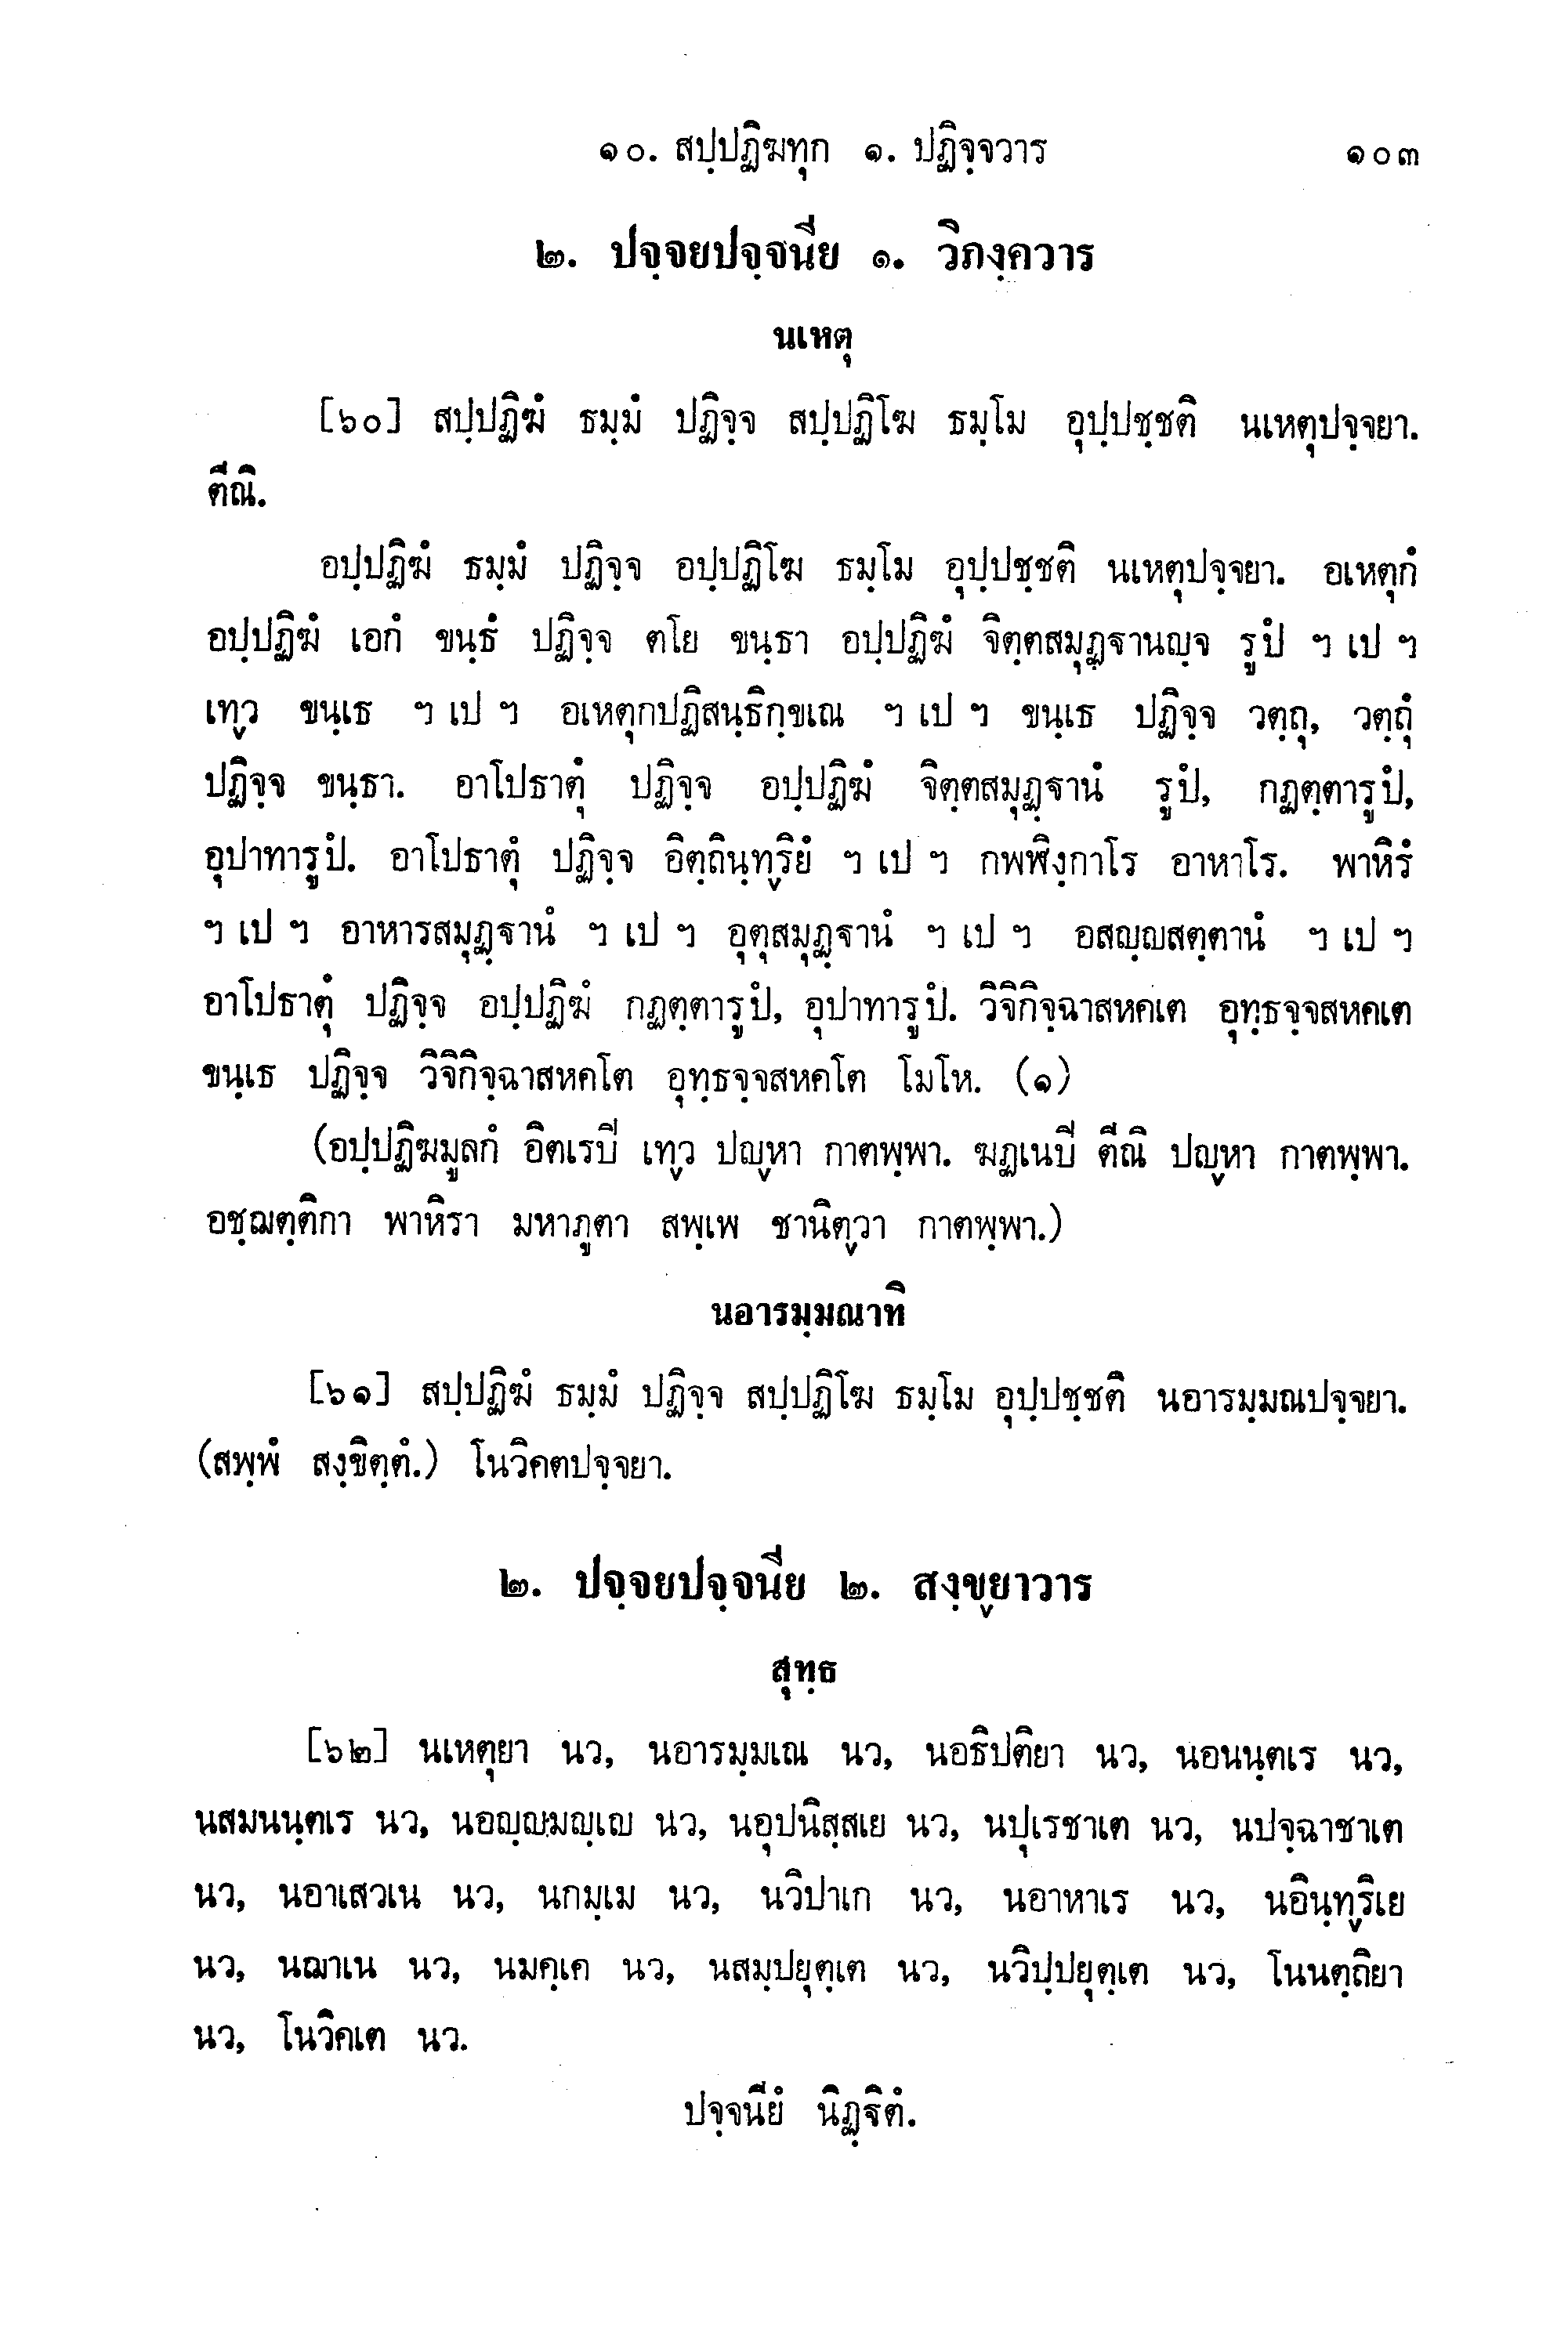 ๑๐. สปฺปฏิฆทุก ๑. ปฏิจฺจวาร ๑๐๓
๒. ปจฺจยปจฺจนีย ๑. วิภงฺควาร
นเหตุ
[๖๐] สปฺปฏิฆํ ธมฺมํ ปฏิจฺจ สปฺปฏิโฆ ธมฺโม อุปฺปชฺชติ นเหตุปจฺจยา.
ตีณิ.
อปฺปฏิฆํ ธมฺมํ ปฏิจฺจ อปฺปฏิโฆ ธมฺโม อุปฺปชฺชติ นเหตุปจฺจยา. อเหตุกํ
อปฺปฏิฆํ เอกํ ขนฺธํ ปฏิจฺจ ตโย ขนฺธา อปฺปฏิฆํ จิตฺตสมุฏฺฐานญฺจ รูปํ ฯ เป ฯ
เทฺว ขนฺเธ ฯ เป ฯ อเหตุกปฏิสนฺธิกฺขเณ ฯ เป ฯ ขนฺเธ ปฏิจฺจ วตฺถุ, วตฺถุํ
ปฏิจฺจ ขนฺธา. อาโปธาตุํ ปฏิจฺจ อปฺปฏิฆํ จิตฺตสมุฏฺฐานํ รูปํ, กฏตฺตารูปํ,
อุปาทารูปํ. อาโปธาตุํ ปฏิจฺจ อิตฺถินฺทฺริยํ ฯ เป ฯ กพฬิงฺกาโร อาหาโร. พาหิรํ
ฯ เป ฯ อาหารสมุฏฺฐานํ ฯ เป ฯ อุตุสมุฏฺฐานํ ฯ เป ฯ อสญฺญสตฺตานํ ฯ เป ฯ
อาโปธาตุํ ปฏิจฺจ อปฺปฏิฆํ กฏตฺตารูปํ, อุปาทารูปํ. วิจิกิจฺฉาสหคเต อุทฺธจฺจสหคเต
ขนฺเธ ปฏิจฺจ วิจิกิจฺฉาสหคโต อุทฺธจฺจสหคโต โมโห. (๑)
(อปฺปฏิฆมูลกํ อิตเรปิ เทฺว ปญฺหา กาตพฺพา. ฆฏเนปิ ตีณิ ปญฺหา กาตพฺพา.
อชฺฌตฺติกา พาหิรา มหาภูตา สพฺเพ ชานิตฺวา กาตพฺพา.)
นอารมฺมณาทิ
[๖๑] สปฺปฏิฆํ ธมฺมํ ปฏิจฺจ สปฺปฏิโฆ ธมฺโม อุปฺปชฺชติ นอารมฺมณปจฺจยา.
(สพฺพํ สงฺขิตฺตํ.) โนวิคตปจฺจยา.
๒. ปจฺจยปจฺจนีย ๒. สงฺขฺยาวาร
สุทฺธ
[๖๒] นเหตุยา นว, นอารมฺมเณ นว, นอธิปติยา นว, นอนนฺตเร นว,
นสมนนฺตเร นว, นอญฺญมญฺเญ นว, นอุปนิสฺสเย นว, นปุเรชาเต นว, นปจฺฉาชาเต
นว, นอาเสวเน นว, นกมฺเม นว, นวิปาเก นว, นอาหาเร นว, นอินฺทฺริเย
นว, นฌาเน นว, นมคฺเค นว, นสมฺปยุตฺเต นว, นวิปฺปยุตฺเต นว, โนนตฺถิยา
นว, โนวิคเต นว.
ปจฺจนียํ นิฏฺฐิตํ.